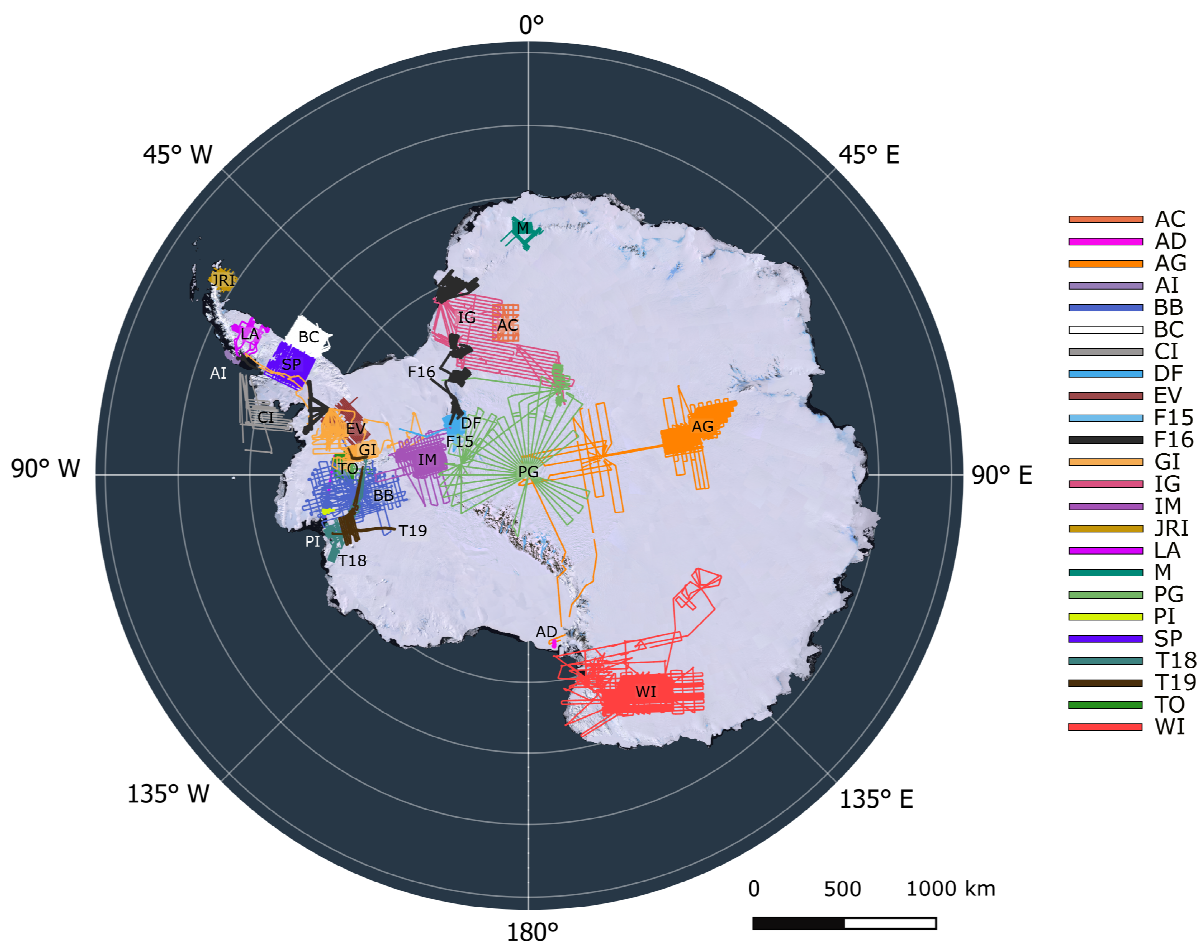 0°
45° W
45° E
90° W
90° E
135° W
135° E
180°
M
JRI
LA
BC
IG
AC
AI
SP
F16
CI
EV
DF
F15
AG
GI
TO
IM
PG
BB
PI
T19
T18
AD
WI
0 500 1000 km
AC
AD
AG
AI
BB
BC
CI
DF
EV
F15
F16
GI
IG
IM
JRI
LA
M
PG
PI
SP
T18
T19
TO
WI